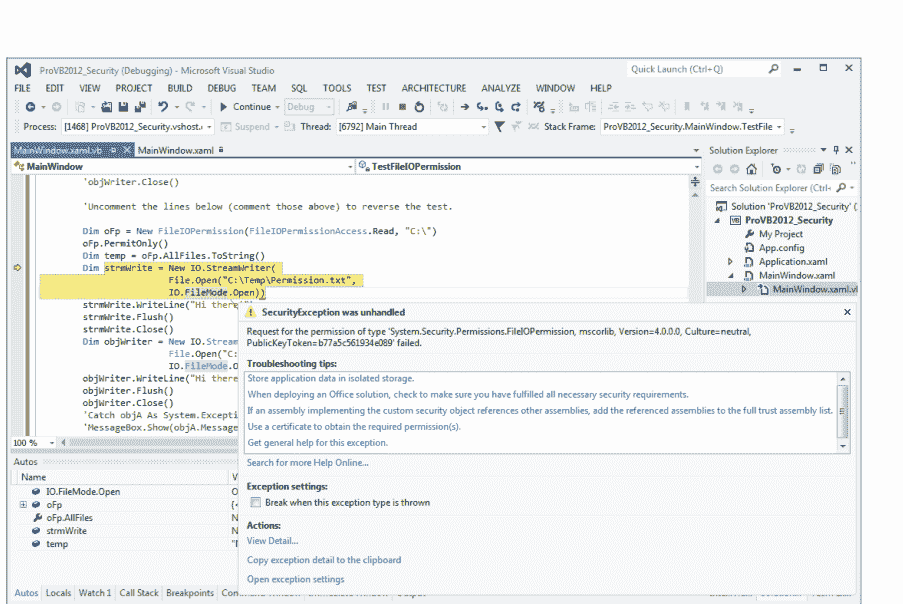 ProVB2012_Security (Debugging) - Microsoft Visual Studio
Quick Launch (Ctrl+Q)
FILE EDIT VIEW PROJECT BUILD DEBUG TEAM SQL TOOLS TEST ARCHITECTURE ANALYZE WINDOW HELP
Continue Debug
Process: [1468] ProVB2012_Security.vshost. Suspend Thread: [6792] Main Thread Stack Frame: ProVB2012_Security.MainWindow.TestFile
MainWindow.xaml.vb MainWindow.xaml
Solution Explorer
MainWindow TestFileIOPermission
Search Solution Explorer (Ctrl+
'objWriter.Close()
'Uncomment the lines below (comment those above) to reverse the test.
Dim oFp = New FileIOPermission(FileIOPermissionAccess.Read, "C:\")
oFp.PermitOnly()
Dim temp = oFp.AllFiles.ToString()
Dim strmWrite = New IO.StreamWriter(
File.Open("C:\Temp\Permission.txt",
IO.FileMode.Open))
strmWrite.WriteLine("Hi there
strmWrite.Flush()
strmWrite.Close()
Dim objWriter = New IO.Stream
File.Open("C:
IO.FileMode.O
objWriter.WriteLine("Hi there
objWriter.Flush()
objWriter.Close()
'Catch objA As System.Excepti
'MessageBox.Show(objA.Message
100 %
Solution 'ProVB2012_Security' (
ProVB2012_Security
My Project
App.config
Application.xaml
MainWindow.xaml
MainWindow.xaml.vl
SecurityException was unhandled
Request for the permission of type 'System.Security.Permissions.FileIOPermission, mscorlib, Version=4.0.0.0, Culture=neutral,
PublicKeyToken=b77a5c561934e089' failed.
Troubleshooting tips:
Store application data in isolated storage.
When deploying an Office solution, check to make sure you have fulfilled all necessary security requirements.
If an assembly implementing the custom security object references other assemblies, add the referenced assemblies to the full trust assembly list.
Use a certificate to obtain the required permission(s).
Get general help for this exception.
Search for more Help Online...
Exception settings:
Break when this exception type is thrown
Actions:
View Detail...
Copy exception detail to the clipboard
Open exception settings
Autos
Name V
IO.FileMode.Open O
oFp {
oFp.AllFiles N
strmWrite N
temp "
Autos Locals Watch 1 Call Stack Breakpoints